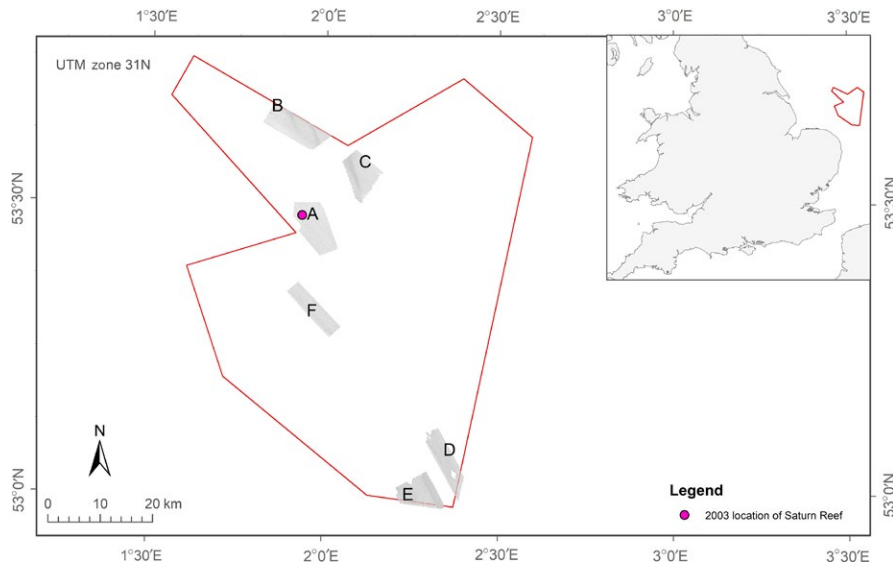 1°30'E 2°0'E 2°30'E 3°0'E 3°30'E
UTM zone 31N
B
C
53°30'N
53°30'N
A
F
D
N
E
53°0'N
53°0'N
Legend
0 10 20 km
2003 location of Saturn Reef
1°30'E 2°0'E 2°30'E 3°0'E 3°30'E